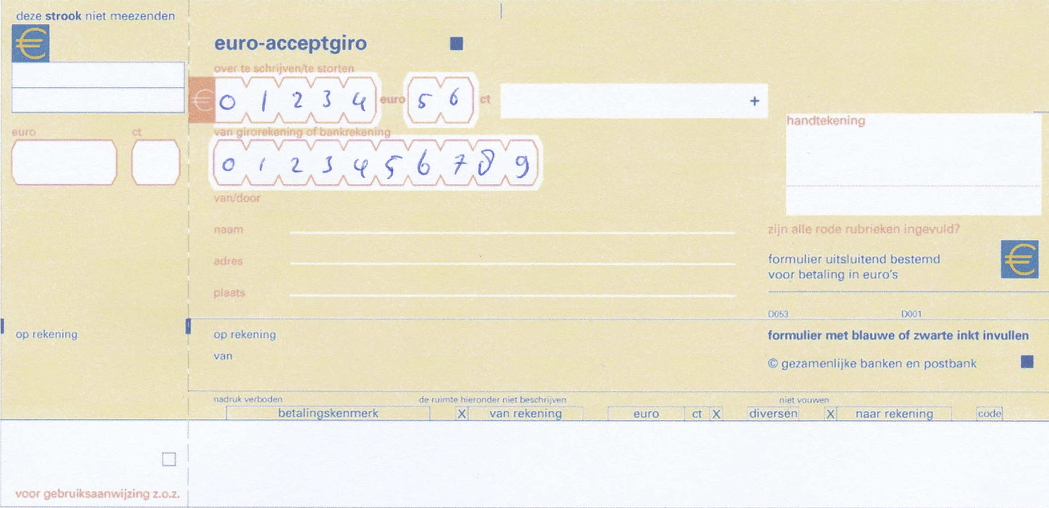 deze strook niet meezenden
€
euro ct
op rekening
voor gebruiksaanwijzing z.o.z.
euro-acceptgiro
over te schrijven/te storten
€ 0 1 2 3 4 euro 5 6 ct +
van girorekening of bankrekening
0 1 2 3 4 5 6 7 8 9
van/door
naam
adres
plaats
handtekening
zijn alle rode rubrieken ingevuld?
formulier uitsluitend bestemd
voor betaling in euro's
€
D053 D001
op rekening
van
formulier met blauwe of zwarte inkt invullen
© gezamenlijke banken en postbank
nadruk verboden de ruimte hieronder niet beschrijven niet vouwen
betalingskenmerk X van rekening euro ct X diversen X naar rekening code